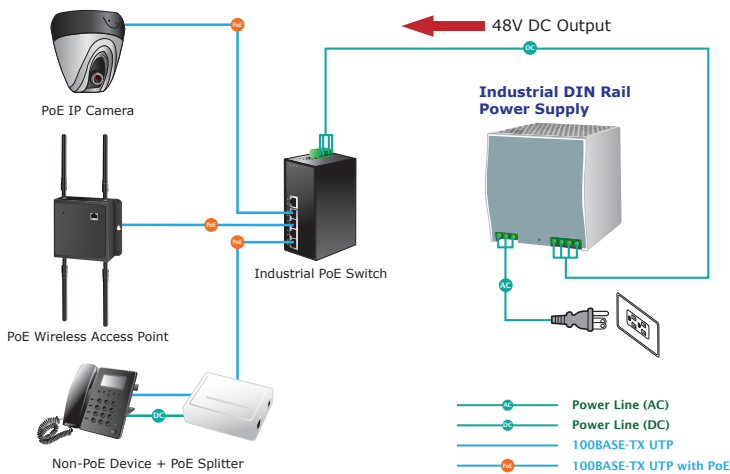 PoE
48V DC Output
DC
PoE IP Camera
Industrial DIN Rail
Power Supply
PoE
PoE
Industrial PoE Switch
AC
PoE Wireless Access Point
DC
Non-PoE Device + PoE Splitter
AC Power Line (AC)
DC Power Line (DC)
100BASE-TX UTP
PoE 100BASE-TX UTP with PoE